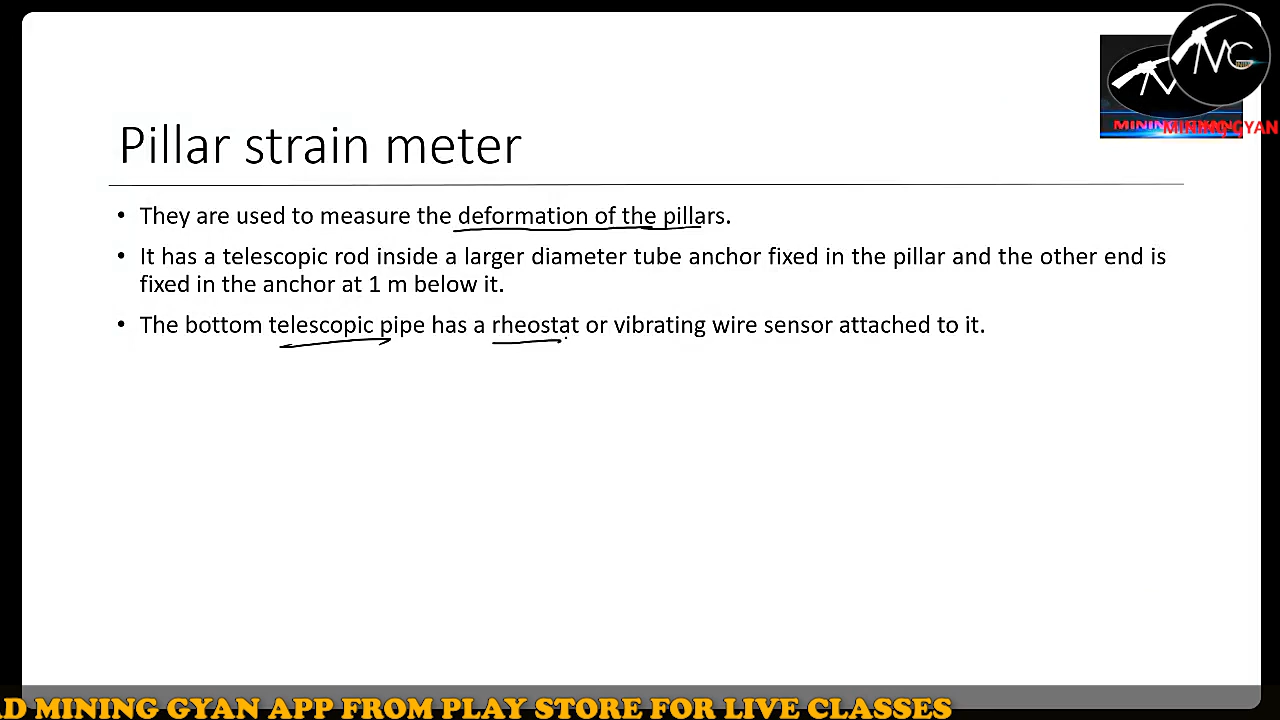 MG
MINING GYAN
Pillar strain meter
• They are used to measure the deformation of the pillars.
• It has a telescopic rod inside a larger diameter tube anchor fixed in the pillar and the other end is
fixed in the anchor at 1 m below it.
• The bottom telescopic pipe has a rheostat or vibrating wire sensor attached to it.
AD MINING GYAN APP FROM PLAY STORE FOR LIVE CLASSES